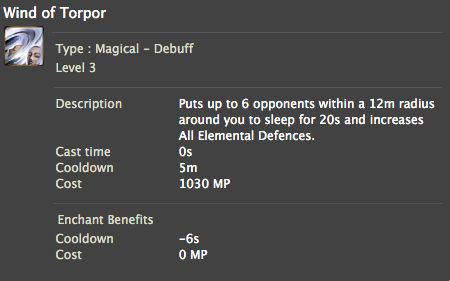 Wind of Torpor
Type : Magical - Debuff
Level 3
Description Puts up to 6 opponents within a 12m radius
around you to sleep for 20s and increases
All Elemental Defences.
Cast time 0s
Cooldown 5m
Cost 1030 MP
Enchant Benefits
Cooldown -6s
Cost 0 MP